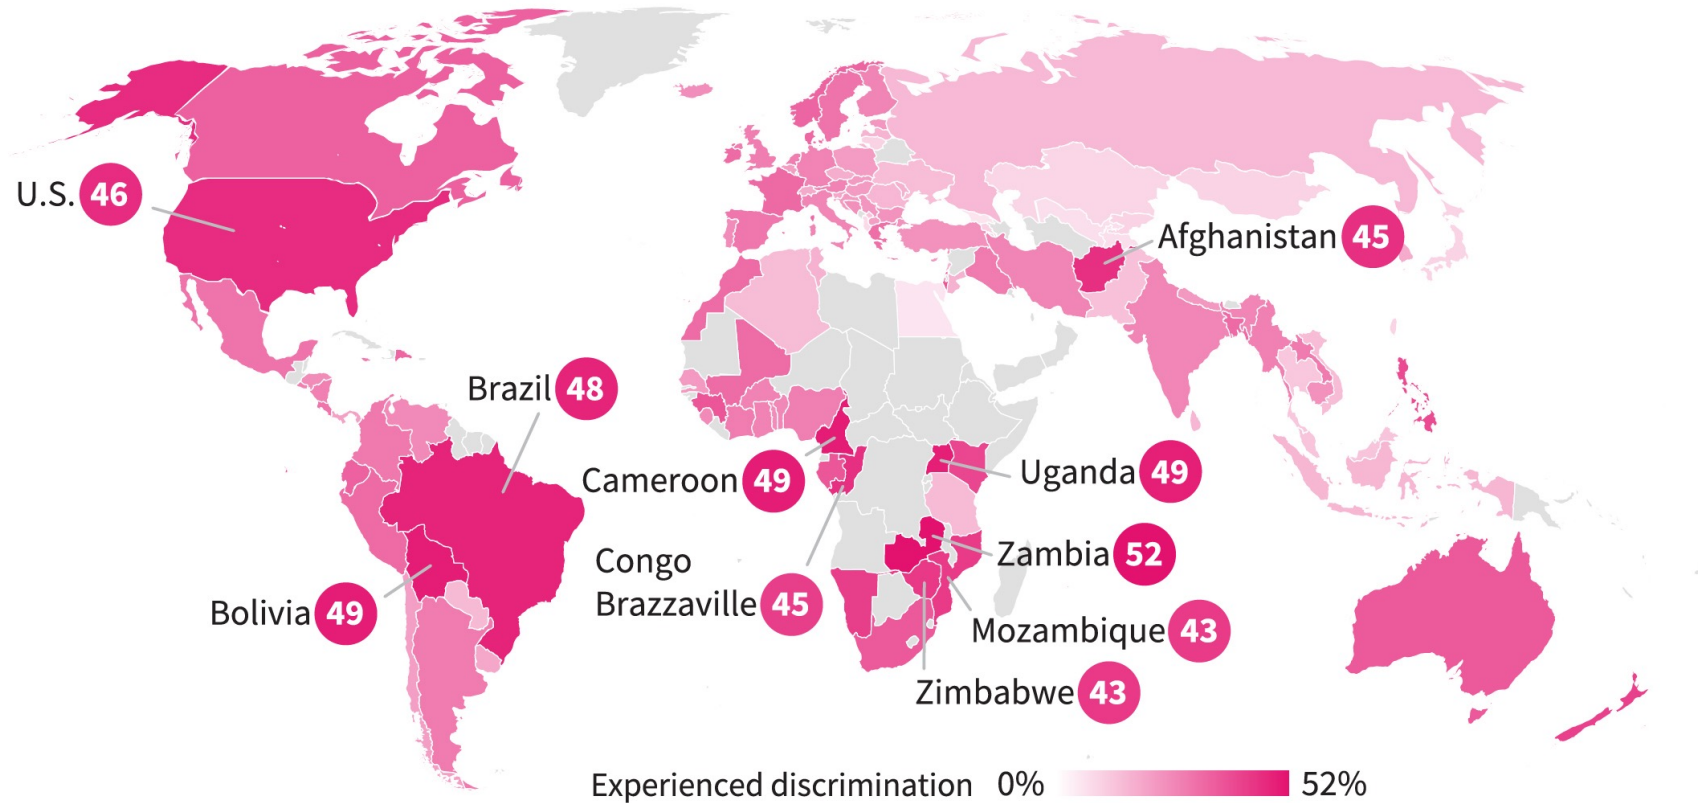 U.S. 46
Afghanistan 45
Brazil 48
Cameroon 49
Uganda 49
Congo
Brazzaville 45
Zambia 52
Bolivia 49
Mozambique 43
Zimbabwe 43
Experienced discrimination 0% 52%